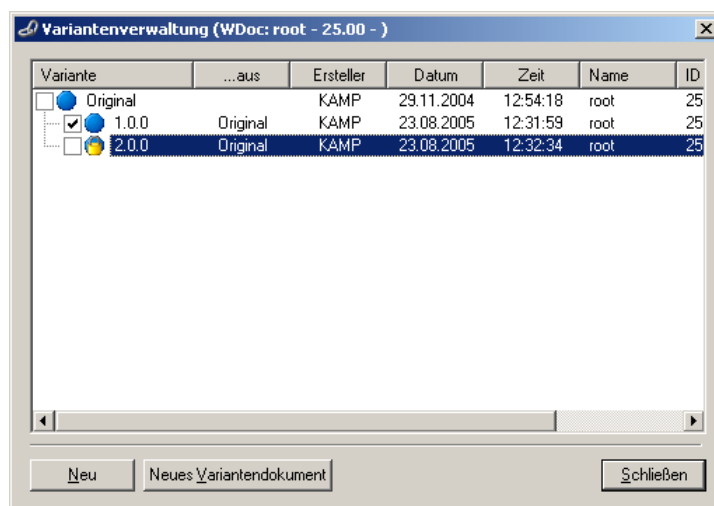 Variantenverwaltung (WDoc: root - 25.00 - )
Variante ...aus Ersteller Datum Zeit Name ID
Original KAMP 29.11.2004 12:54:18 root 25
1.0.0 Original KAMP 23.08.2005 12:31:59 root 25
2.0.0 Original KAMP 23.08.2005 12:32:34 root 25
Neu Neues Variantendokument Schließen